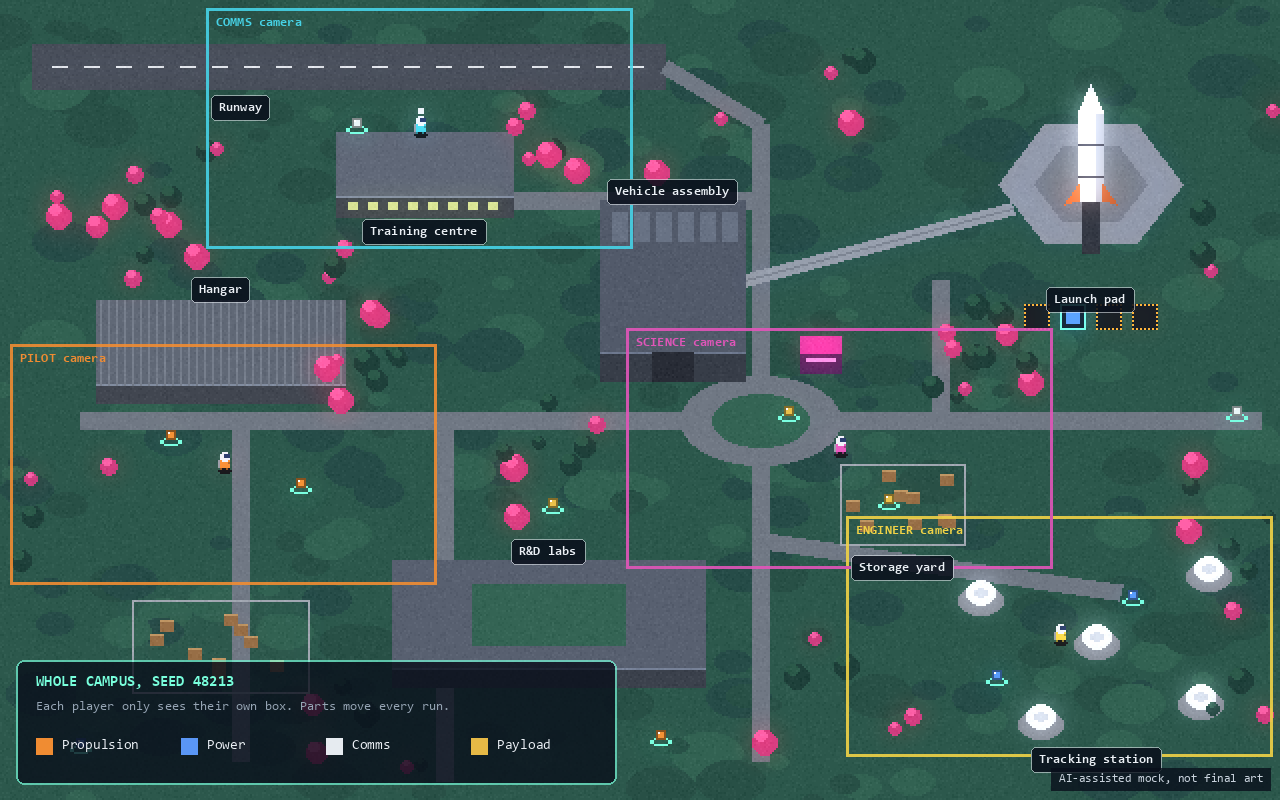 COMMS camera
Runway
Vehicle assembly
Training centre
Hangar
Launch pad
SCIENCE camera
PILOT camera
ENGINEER camera
R&D labs
Storage yard
WHOLE CAMPUS, SEED 48213
Each player only sees their own box. Parts move every run.
Propulsion
Power
Comms
Payload
Tracking station
AI-assisted mock, not final art